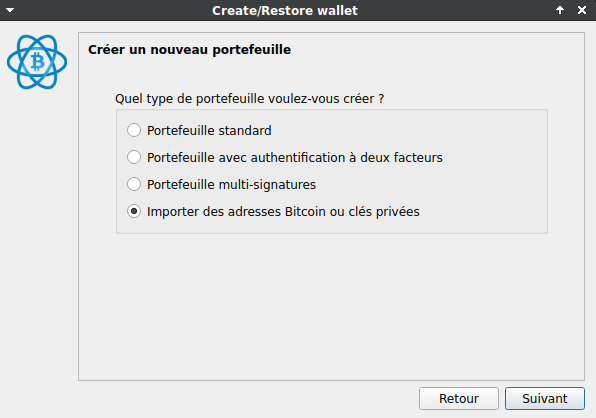 Create/Restore wallet
Créer un nouveau portefeuille
Quel type de portefeuille voulez-vous créer ?
Portefeuille standard
Portefeuille avec authentification à deux facteurs
Portefeuille multi-signatures
Importer des adresses Bitcoin ou clés privées
Retour
Suivant